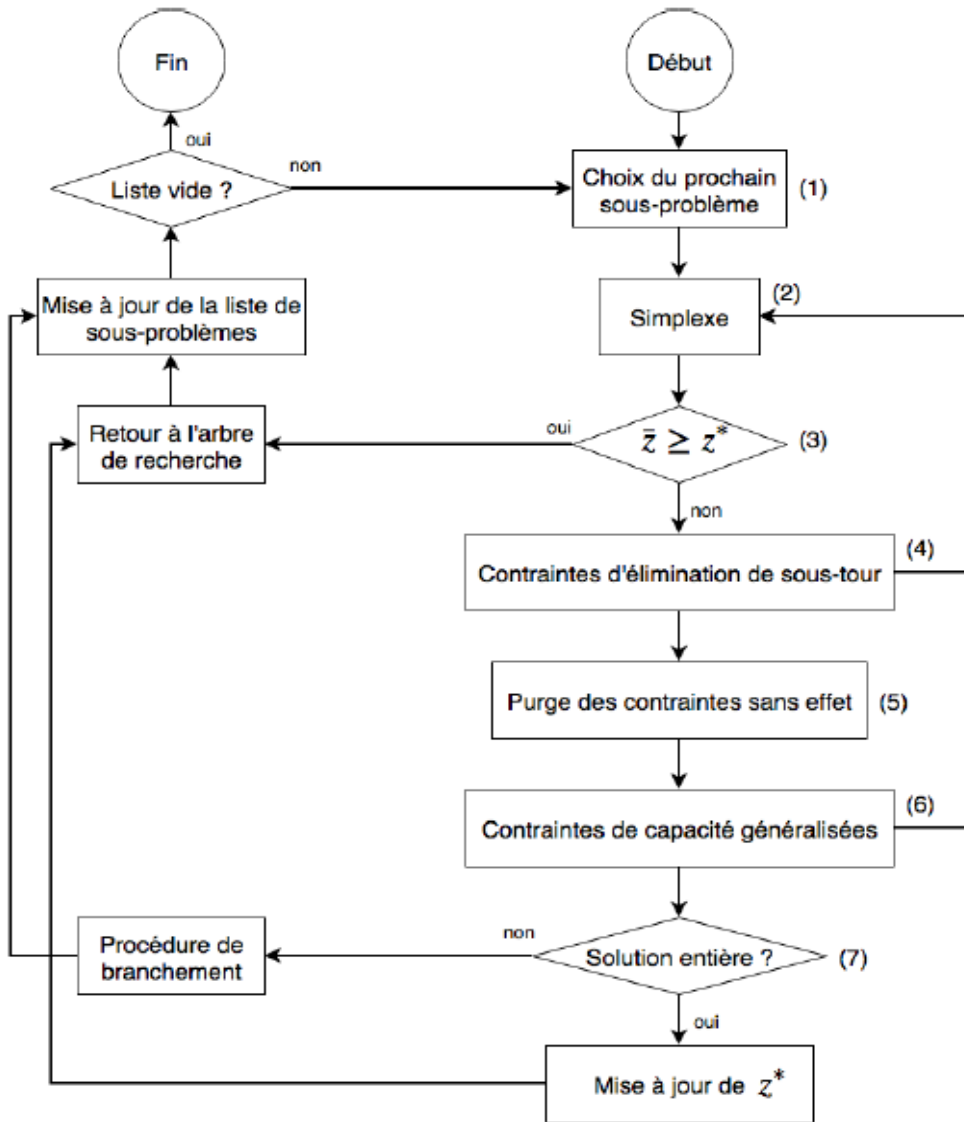 Fin
Début
oui
non
Liste vide ?
Choix du prochain
sous-problème
(1)
Mise à jour de la liste de
sous-problèmes
Simplexe
(2)
Retour à l'arbre
de recherche
oui
z̄ ≥ z*
(3)
non
Contraintes d'élimination de sous-tour
(4)
Purge des contraintes sans effet
(5)
Contraintes de capacité généralisées
(6)
Procédure de
branchement
non
Solution entière ?
(7)
oui
Mise à jour de z*